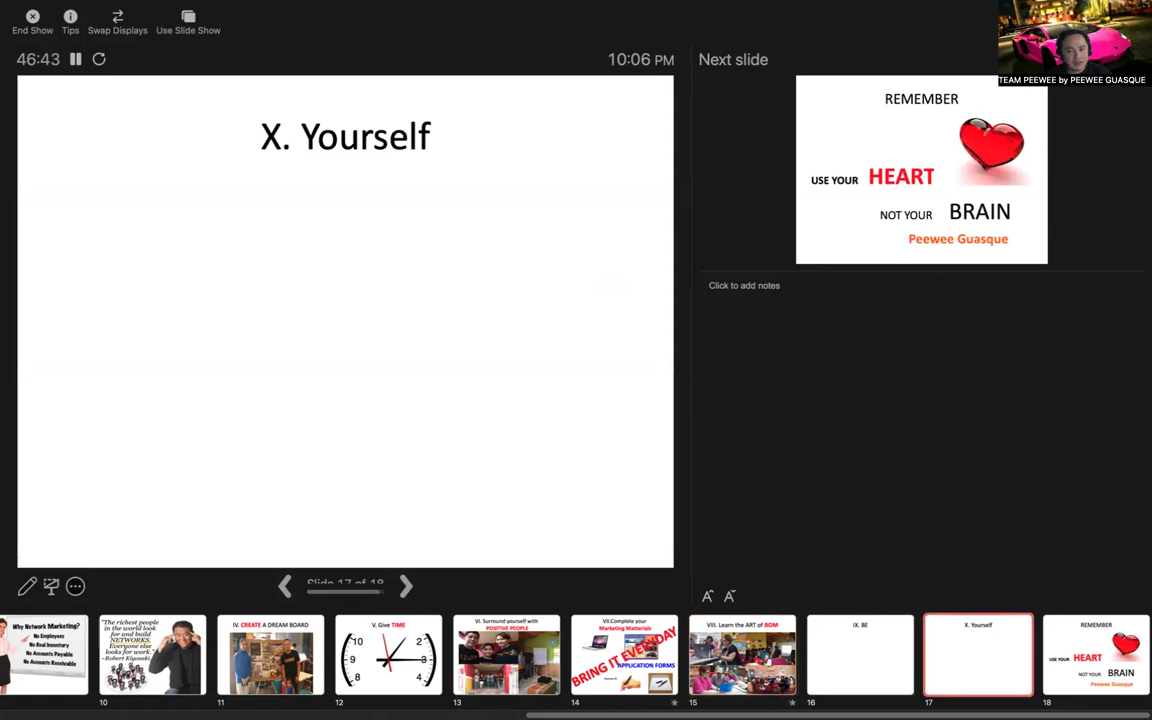 End Show
Tips
Swap Displays
Use Slide Show
46:43
10:06 PM
Next slide
TEAM PEEWEE by PEEWEE GUASQUE
X. Yourself
REMEMBER
USE YOUR HEART
NOT YOUR BRAIN
Peewee Guasque
Click to add notes
Slide 17 of 18
Why Network Marketing?
No Employees
No Real Inventory
No Accounts Payable
No Accounts Receivable
"The richest people
in the world look
for and build
NETWORKS.
Everyone else
looks for work."
~Robert Kiyosaki
IV. CREATE A DREAM BOARD
V. Give TIME
10
2
9
3
8
4
VI. Surround yourself with
POSITIVE PEOPLE
VII.Complete your
Marketing Materials
BRING IT EVERYDAY
APPLICATION FORMS
VIII. Learn the ART of BOM
IX. BE
X. Yourself
REMEMBER
USE YOUR HEART
NOT YOUR BRAIN
Peewee Guasque
10
11
12
13
14
15
16
17
18